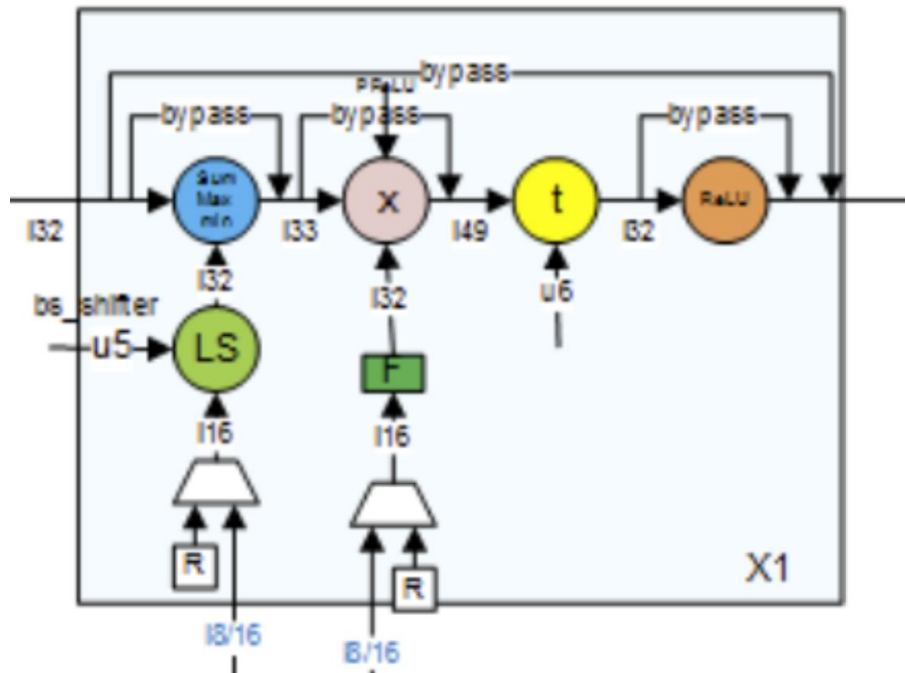 bypass
PReLU
bypass
bypass
bypass
Sum
Max
min
x
t
ReLU
I32
I33
I49
I32
I32
I32
u6
bs_shifter
u5
LS
F
I16
I16
R
R
X1
I8/16
I8/16